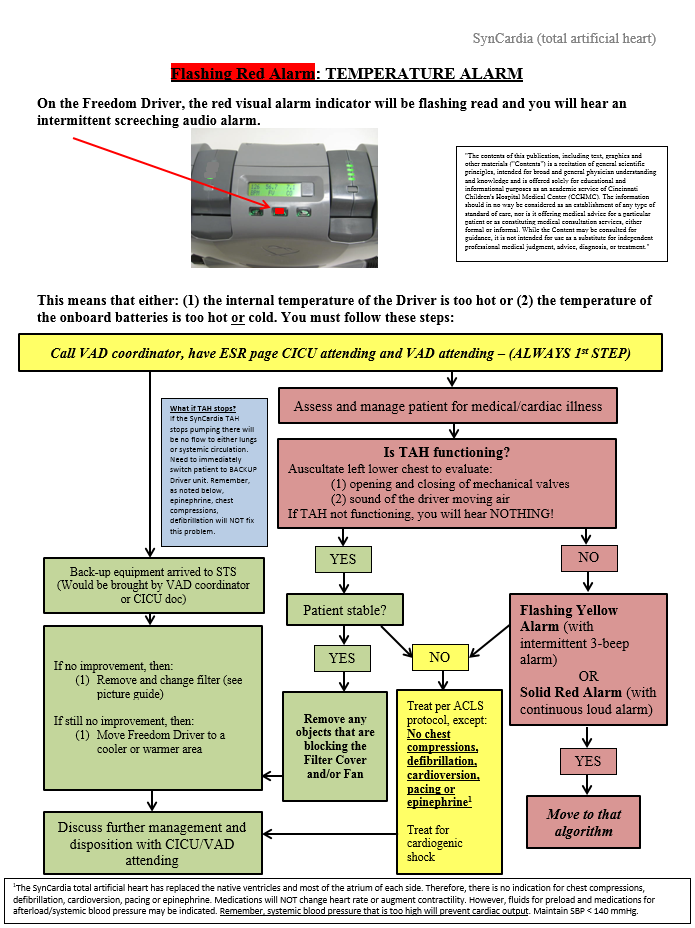 SynCardia (total artificial heart)
Flashing Red Alarm: TEMPERATURE ALARM
On the Freedom Driver, the red visual alarm indicator will be flashing read and you will hear an
intermittent screeching audio alarm.
"The contents of this publication, including text, graphics and
other materials ("Contents") is a recitation of general scientific
principles, intended for broad and general physician understanding
and knowledge and is offered solely for educational and
informational purposes as an academic service of Cincinnati
Children's Hospital Medical Center (CCHMC). The information
should in no way be considered as an establishment of any type of
standard of care, nor is it offering medical advice for a particular
patient or as constituting medical consultation services, either
formal or informal. While the Content may be consulted for
guidance, it is not intended for use as a substitute for independent
professional medical judgment, advice, diagnosis, or treatment."
This means that either: (1) the internal temperature of the Driver is too hot or (2) the temperature of
the onboard batteries is too hot or cold. You must follow these steps:
Call VAD coordinator, have ESR page CICU attending and VAD attending – (ALWAYS 1st STEP)
What if TAH stops?
If the SynCardia TAH
stops pumping there will
be no flow to either lungs
or systemic circulation.
Need to immediately
switch patient to BACKUP
Driver unit. Remember,
as noted below,
epinephrine, chest
compressions,
defibrillation will NOT fix
this problem.
Assess and manage patient for medical/cardiac illness
Is TAH functioning?
Auscultate left lower chest to evaluate:
(1) opening and closing of mechanical valves
(2) sound of the driver moving air
If TAH not functioning, you will hear NOTHING!
YES
NO
Back-up equipment arrived to STS
(Would be brought by VAD coordinator
or CICU doc)
Patient stable?
Flashing Yellow
Alarm (with
intermittent 3-beep
alarm)
OR
Solid Red Alarm (with
continuous loud alarm)
YES
NO
If no improvement, then:
(1) Remove and change filter (see
picture guide)
If still no improvement, then:
(1) Move Freedom Driver to a
cooler or warmer area
Remove any
objects that are
blocking the
Filter Cover
and/or Fan
Treat per ACLS
protocol, except:
No chest
compressions,
defibrillation,
cardioversion,
pacing or
epinephrine1
Treat for
cardiogenic
shock
YES
Move to that
algorithm
Discuss further management and
disposition with CICU/VAD
attending
1The SynCardia total artificial heart has replaced the native ventricles and most of the atrium of each side. Therefore, there is no indication for chest compressions,
defibrillation, cardioversion, pacing or epinephrine. Medications will NOT change heart rate or augment contractility. However, fluids for preload and medications for
afterload/systemic blood pressure may be indicated. Remember, systemic blood pressure that is too high will prevent cardiac output. Maintain SBP < 140 mmHg.